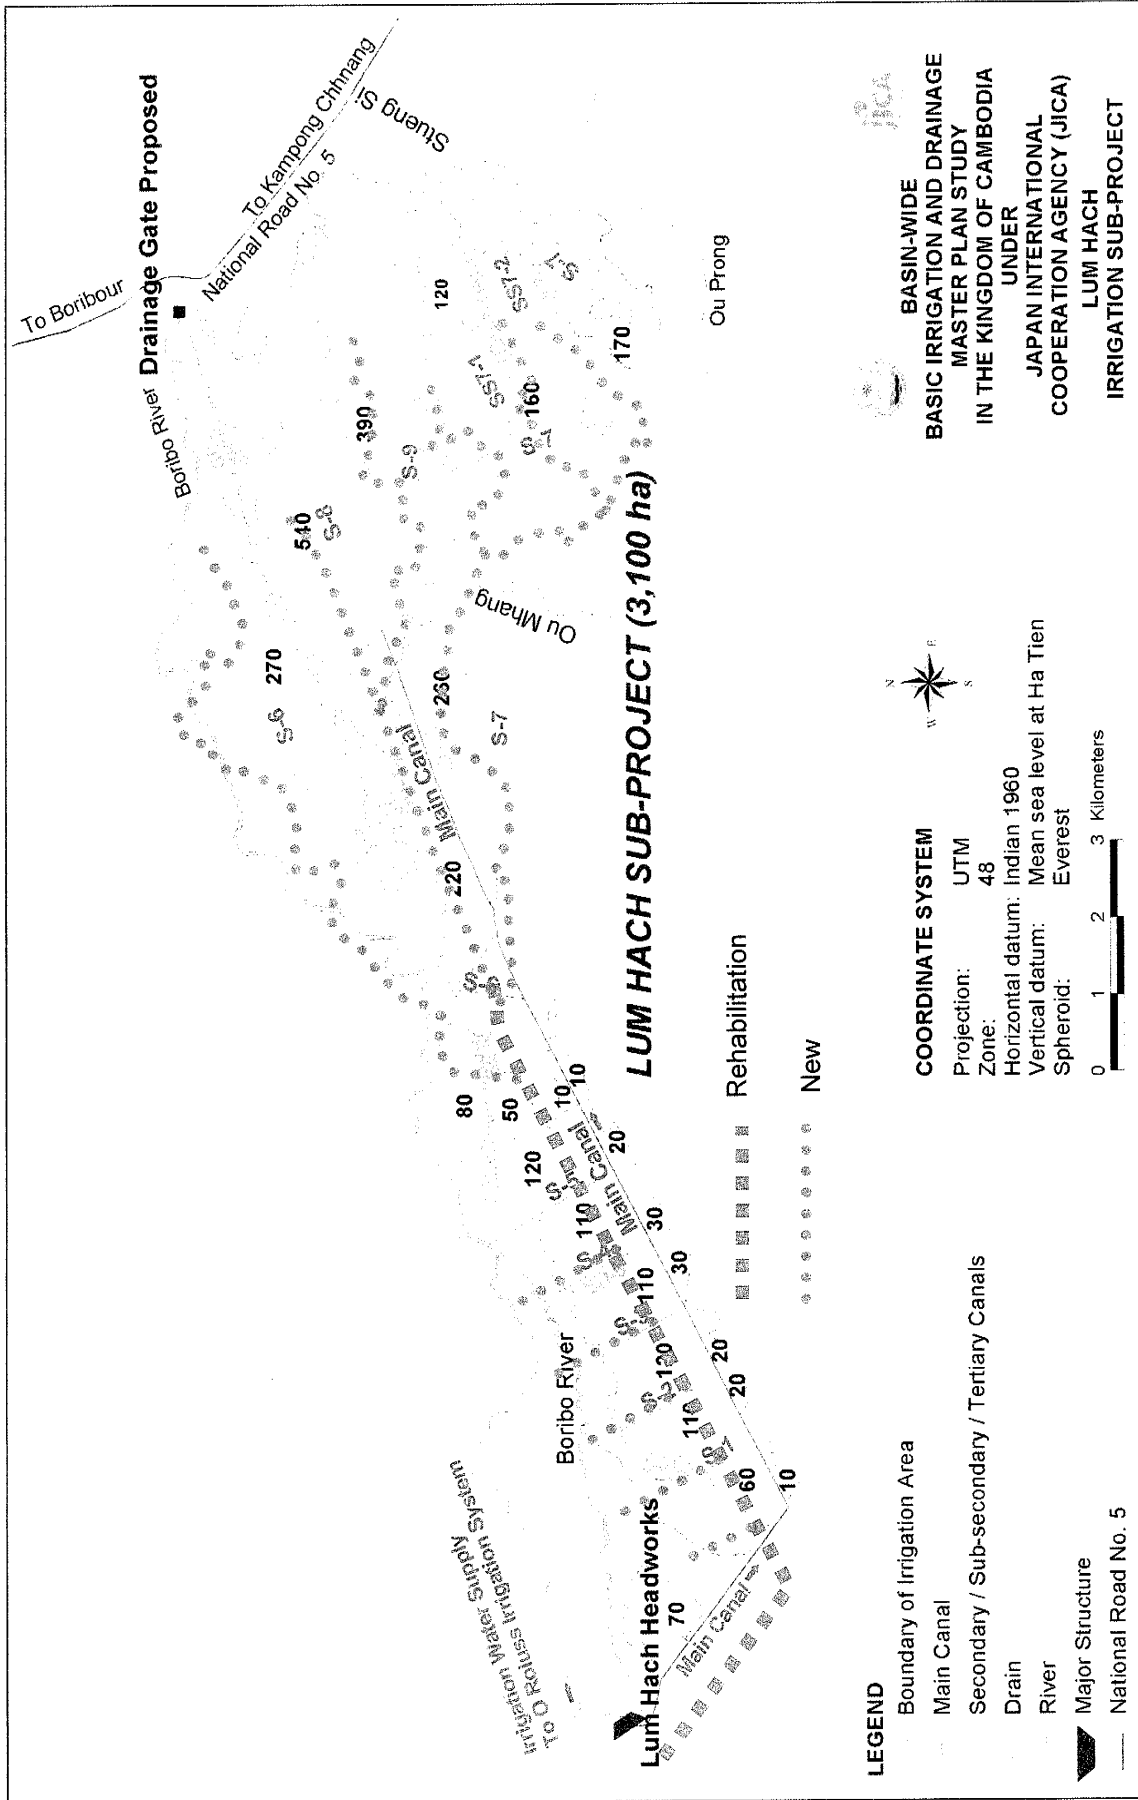 To Boribour
Drainage Gate Proposed
Boribo River
National Road No. 5
To Kampong Chhnang
Stueng Si
540
S-8
390
S-9
270
S-6
120
SS7-1
SS7-2
160
S-7
170
Ou Prong
Ou Mhang
260
S-7
Main Canal
220
80
50
120
10
10
20
110
Main Canal
30
110
30
120
20
110
20
60
10
70
Main Canal
Boribo River
Irrigation Water Supply
To O Roluss Irrigation System
Lum Hach Headworks
LUM HACH SUB-PROJECT (3,100 ha)
Rehabilitation
New
LEGEND
Boundary of Irrigation Area
Main Canal
Secondary / Sub-secondary / Tertiary Canals
Drain
River
Major Structure
National Road No. 5
COORDINATE SYSTEM
Projection: UTM
Zone: 48
Horizontal datum: Indian 1960
Vertical datum: Mean sea level at Ha Tien
Spheroid: Everest
0 1 2 3 Kilometers
N
W E
S
JICA
BASIN-WIDE
BASIC IRRIGATION AND DRAINAGE
MASTER PLAN STUDY
IN THE KINGDOM OF CAMBODIA
UNDER
JAPAN INTERNATIONAL
COOPERATION AGENCY (JICA)
LUM HACH
IRRIGATION SUB-PROJECT